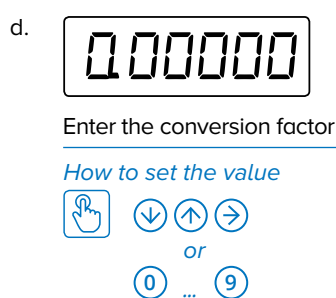 d.
0.00000
Enter the conversion factor
How to set the value
or
0 ... 9